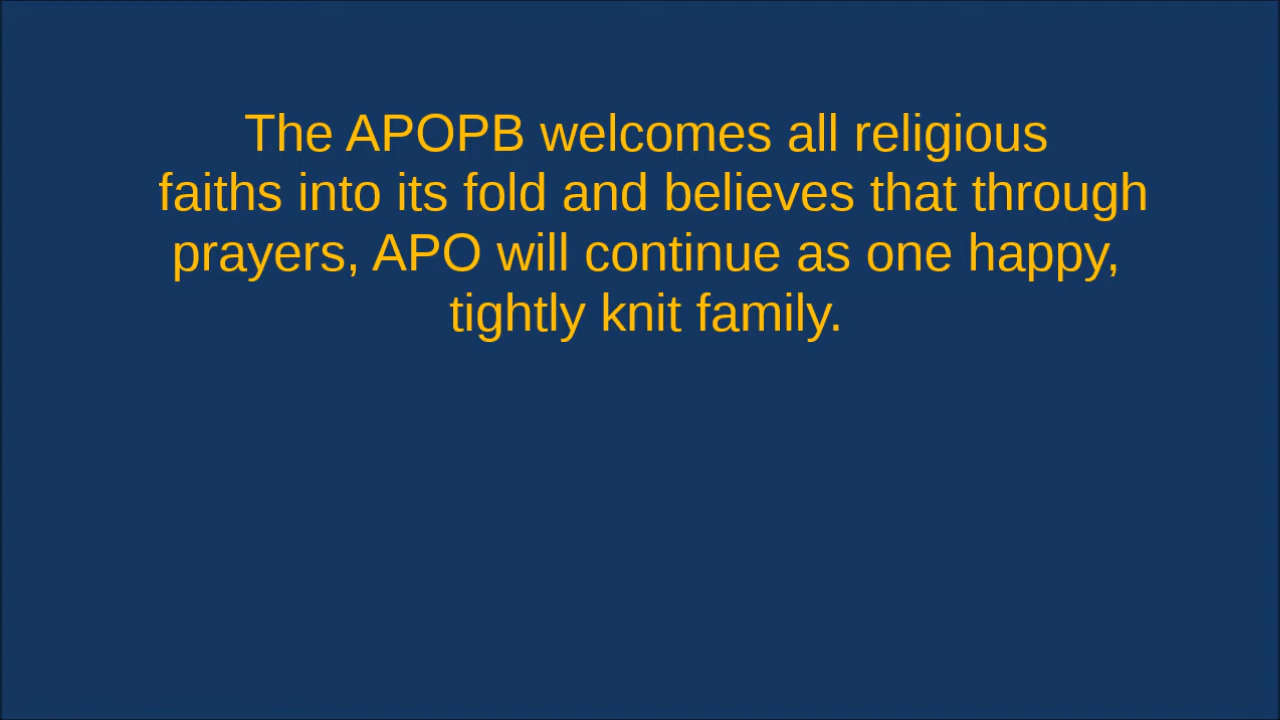 The APOPB welcomes all religious
faiths into its fold and believes that through
prayers, APO will continue as one happy,
tightly knit family.